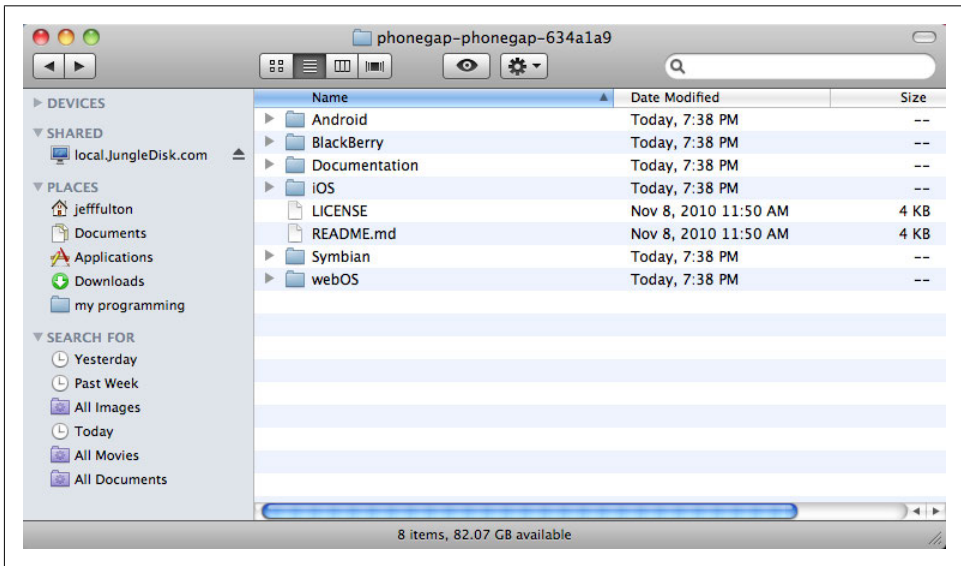 phonegap-phonegap-634a1a9
DEVICES
SHARED
local.JungleDisk.com
PLACES
jefffulton
Documents
Applications
Downloads
my programming
SEARCH FOR
Yesterday
Past Week
All Images
Today
All Movies
All Documents
Name Date Modified Size
Android Today, 7:38 PM --
BlackBerry Today, 7:38 PM --
Documentation Today, 7:38 PM --
iOS Today, 7:38 PM --
LICENSE Nov 8, 2010 11:50 AM 4 KB
README.md Nov 8, 2010 11:50 AM 4 KB
Symbian Today, 7:38 PM --
webOS Today, 7:38 PM --
8 items, 82.07 GB available